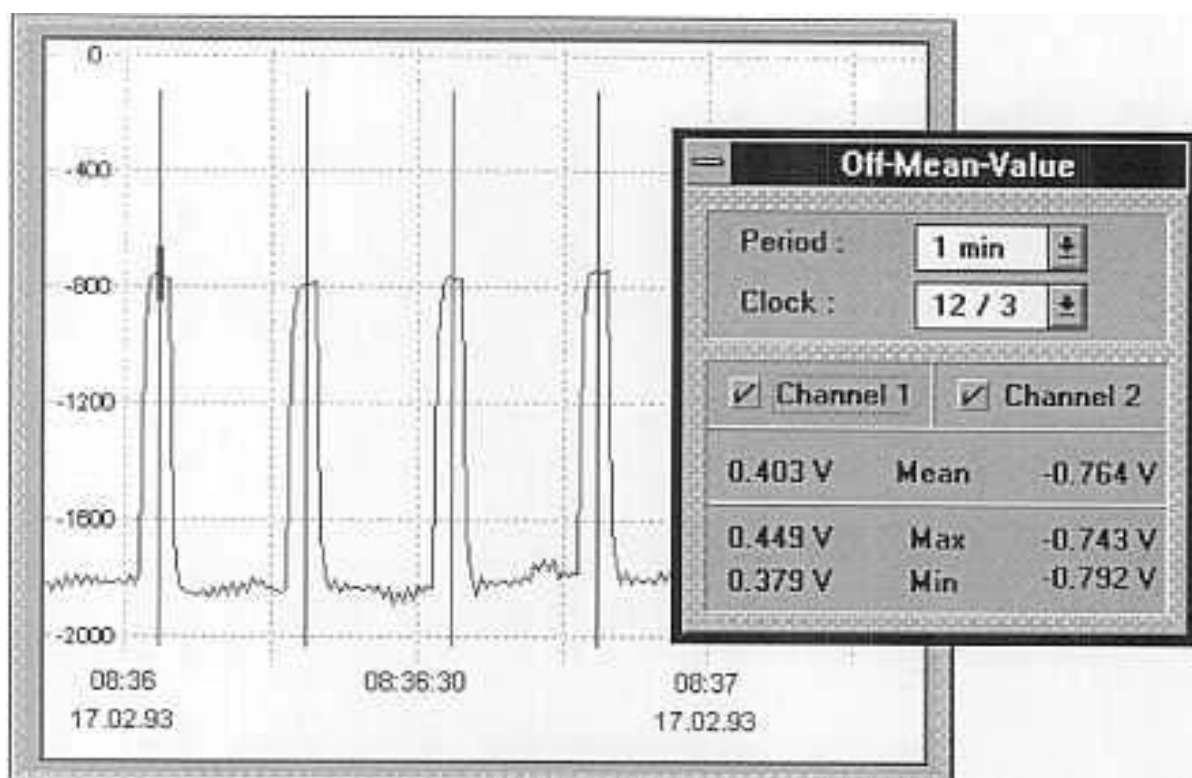 0
-400
-800
-1200
-1600
-2000
08:36
08:36:30
08:37
17.02.93
17.02.93
Off-Mean-Value
Period :
1 min
Clock :
12 / 3
Channel 1
Channel 2
0.403 V Mean -0.764 V
0.449 V Max -0.743 V
0.379 V Min -0.792 V